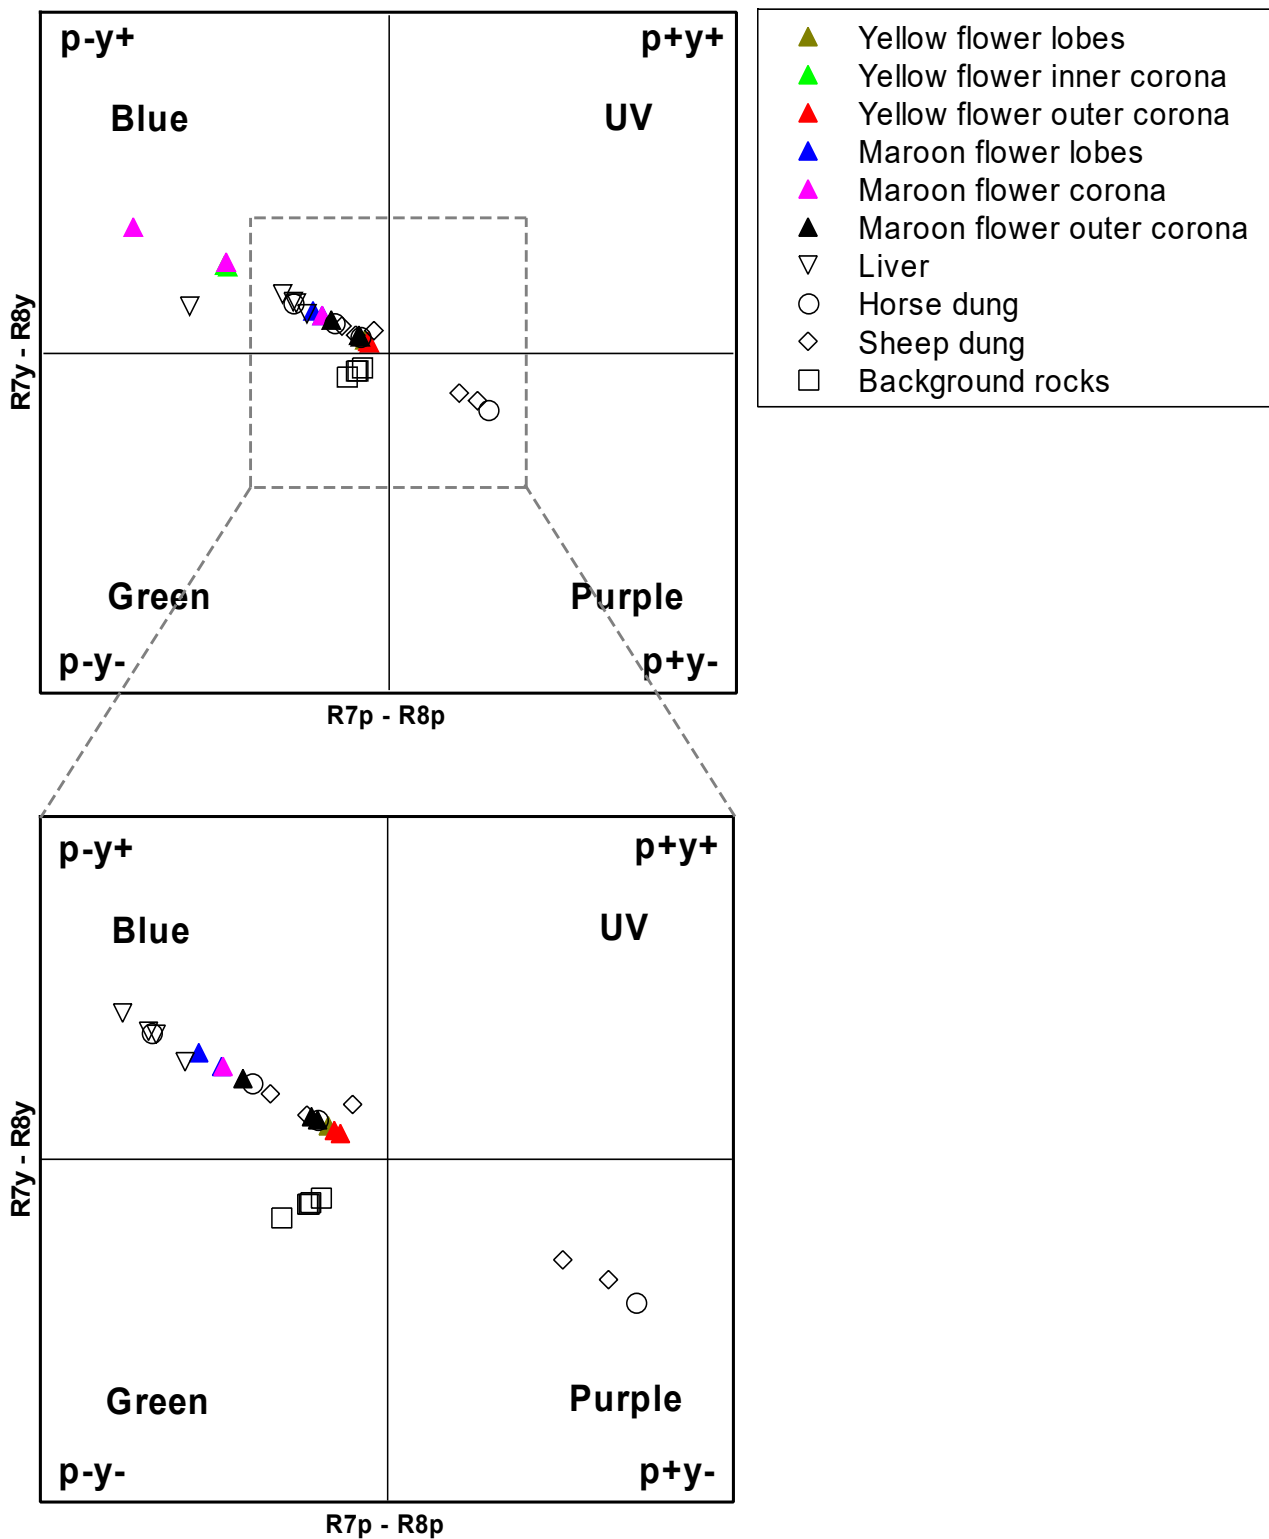 p-y+
p+y+
Blue
UV
R7y - R8y
Green
Purple
p-y-
p+y-
R7p - R8p
Yellow flower lobes
Yellow flower inner corona
Yellow flower outer corona
Maroon flower lobes
Maroon flower corona
Maroon flower outer corona
Liver
Horse dung
Sheep dung
Background rocks
p-y+
p+y+
Blue
UV
R7y - R8y
Green
Purple
p-y-
p+y-
R7p - R8p